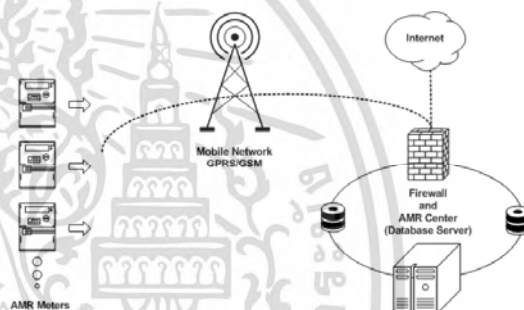 Internet
Mobile Network
GPRS/GSM
Firewall
and
AMR Center
(Database Server)
AMR Meters